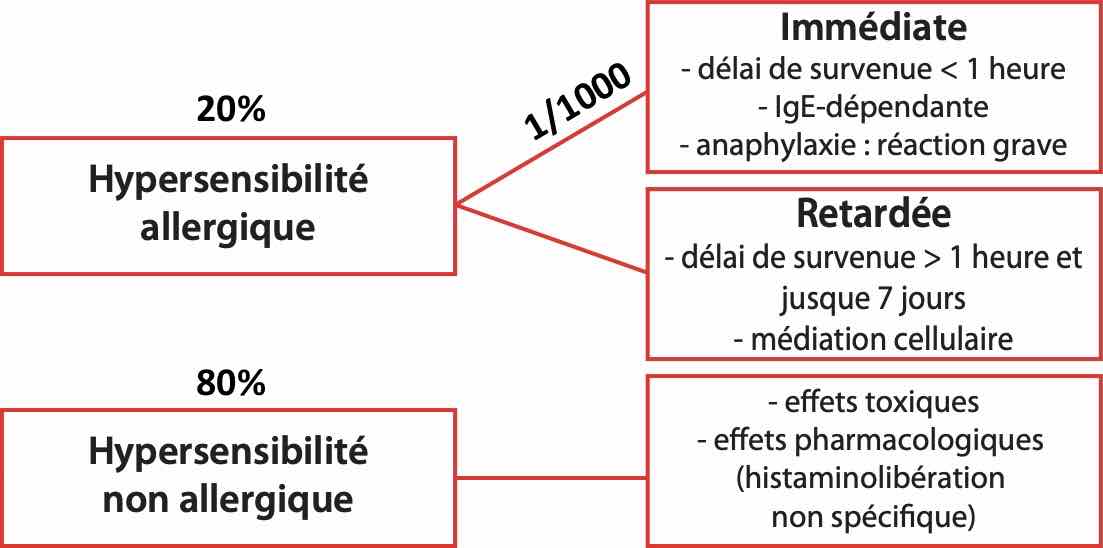 20%
Hypersensibilité
allergique
1/1000
Immédiate
- délai de survenue < 1 heure
- IgE-dépendante
- anaphylaxie : réaction grave
Retardée
- délai de survenue > 1 heure et
jusque 7 jours
- médiation cellulaire
80%
Hypersensibilité
non allergique
- effets toxiques
- effets pharmacologiques
(histaminolibération
non spécifique)